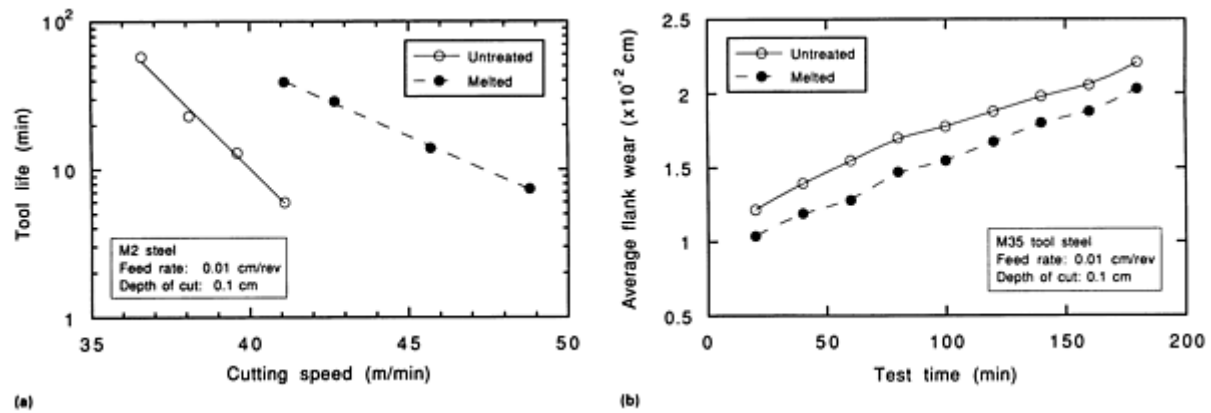 10²
10
1
Tool life (min)
Untreated
Melted
M2 steel
Feed rate: 0.01 cm/rev
Depth of cut: 0.1 cm
35 40 45 50
Cutting speed (m/min)
(a)
2.5
2
1.5
1
0.5
Average flank wear (x10⁻² cm)
Untreated
Melted
M35 tool steel
Feed rate: 0.01 cm/rev
Depth of cut: 0.1 cm
0 50 100 150 200
Test time (min)
(b)